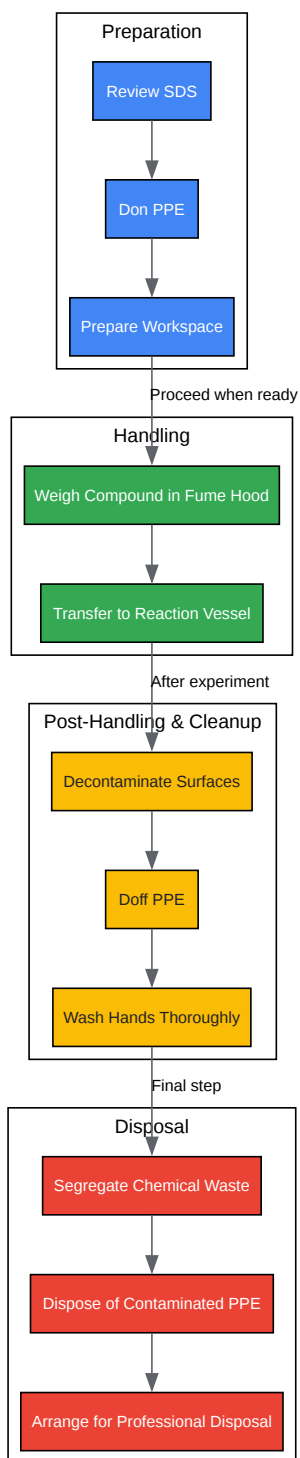 Preparation
Review SDS
Don PPE
Prepare Workspace
Proceed when ready
Handling
Weigh Compound in Fume Hood
Transfer to Reaction Vessel
After experiment
Post-Handling & Cleanup
Decontaminate Surfaces
Doff PPE
Wash Hands Thoroughly
Final step
Disposal
Segregate Chemical Waste
Dispose of Contaminated PPE
Arrange for Professional Disposal